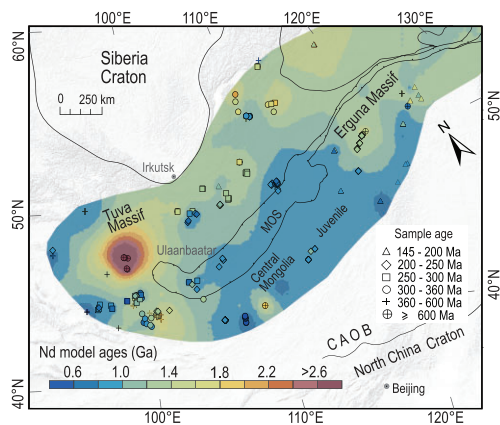 100°E
110°E
120°E
130°E
60°N
Siberia
Craton
0 250 km
Erguna Massif
50°N
N
Irkutsk
50°N
Tuva
Massif
Ulaanbaatar
MOS
Juvenile
Central
Mongolia
Sample age
145 - 200 Ma
200 - 250 Ma
250 - 300 Ma
300 - 360 Ma
360 - 600 Ma
≥ 600 Ma
40°N
CAOB
North China Craton
Nd model ages (Ga)
0.6 1.0 1.4 1.8 2.2 >2.6
Beijing
40°N
100°E
110°E
120°E